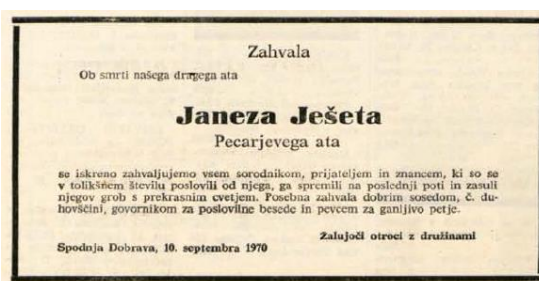 Zahvala
Ob smrti našega dragega ata
Janeza Ješeta
Pecarjevega ata
se iskreno zahvaljujemo vsem sorodnikom, prijateljem in znancem, ki so se
v tolikšnem številu poslovili od njega, ga spremili na poslednji poti in zasuli
njegov grob s prekrasnim cvetjem. Posebna zahvala dobrim sosedom, č. du-
hovščini, govornikom za poslovilne besede in pevcem za ganljivo petje.
Žalujoči otroci z družinami
Spodnja Dobrava, 10. septembra 1970